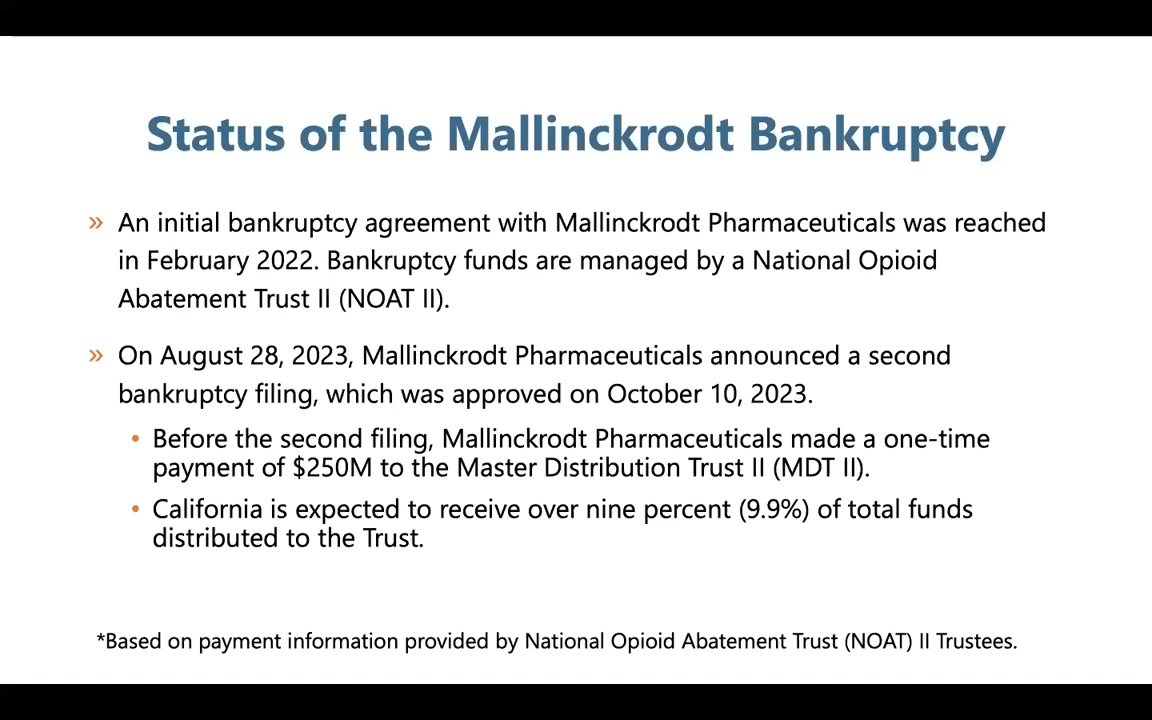 Status of the Mallinckrodt Bankruptcy
» An initial bankruptcy agreement with Mallinckrodt Pharmaceuticals was reached
in February 2022. Bankruptcy funds are managed by a National Opioid
Abatement Trust II (NOAT II).
» On August 28, 2023, Mallinckrodt Pharmaceuticals announced a second
bankruptcy filing, which was approved on October 10, 2023.
• Before the second filing, Mallinckrodt Pharmaceuticals made a one-time
payment of $250M to the Master Distribution Trust II (MDT II).
• California is expected to receive over nine percent (9.9%) of total funds
distributed to the Trust.
*Based on payment information provided by National Opioid Abatement Trust (NOAT) II Trustees.